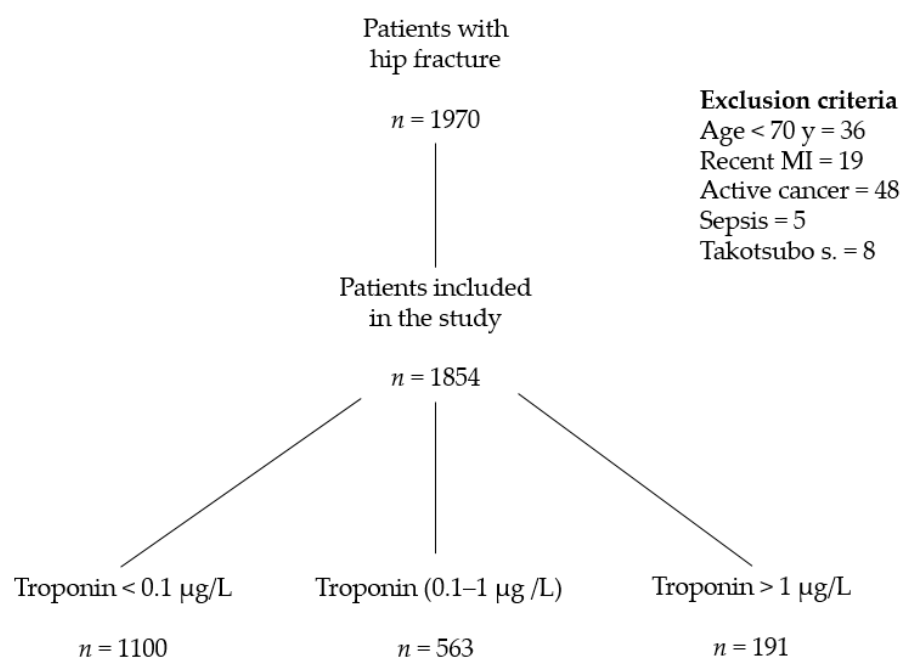 Patients with
hip fracture
n = 1970
Exclusion criteria
Age < 70 y = 36
Recent MI = 19
Active cancer = 48
Sepsis = 5
Takotsubo s. = 8
Patients included
in the study
n = 1854
Troponin < 0.1 µg/L
n = 1100
Troponin (0.1–1 µg /L)
n = 563
Troponin > 1 µg/L
n = 191